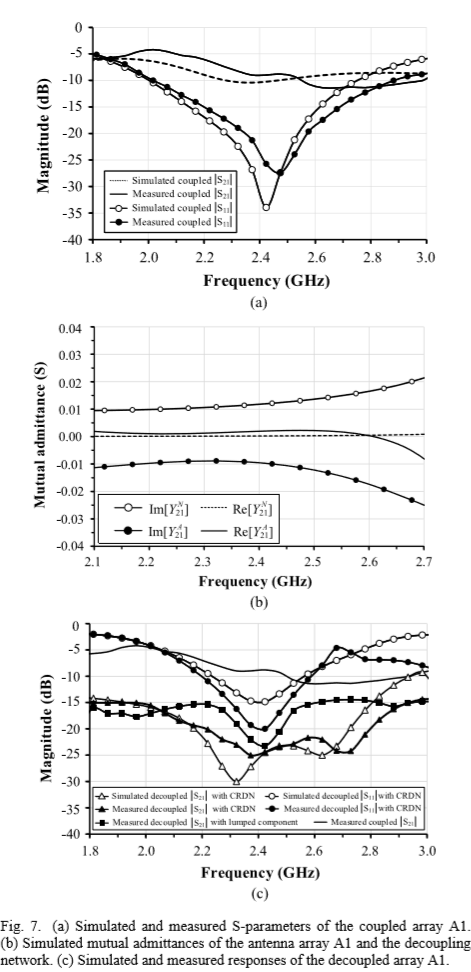 0
-5
-10
-15
-20
-25
-30
-35
-40
Magnitude (dB)
Simulated coupled |S21|
Measured coupled |S21|
Simulated coupled |S11|
Measured coupled |S11|
1.8 2.0 2.2 2.4 2.6 2.8 3.0
Frequency (GHz)
(a)
0.04
0.03
0.02
0.01
0.00
-0.01
-0.02
-0.03
-0.04
Mutual admittance (S)
Im[Y21^N] Re[Y21^N]
Im[Y21^A] Re[Y21^A]
2.1 2.2 2.3 2.4 2.5 2.6 2.7
Frequency (GHz)
(b)
0
-5
-10
-15
-20
-25
-30
-35
-40
Magnitude (dB)
Simulated decoupled |S21| with CRDN Simulated decoupled |S11| with CRDN
Measured decoupled |S21| with CRDN Measured decoupled |S11| with CRDN
Measured decoupled |S21| with lumped component Measured coupled |S21|
1.8 2.0 2.2 2.4 2.6 2.8 3.0
Frequency (GHz)
(c)
Fig. 7. (a) Simulated and measured S-parameters of the coupled array A1.
(b) Simulated mutual admittances of the antenna array A1 and the decoupling
network. (c) Simulated and measured responses of the decoupled array A1.